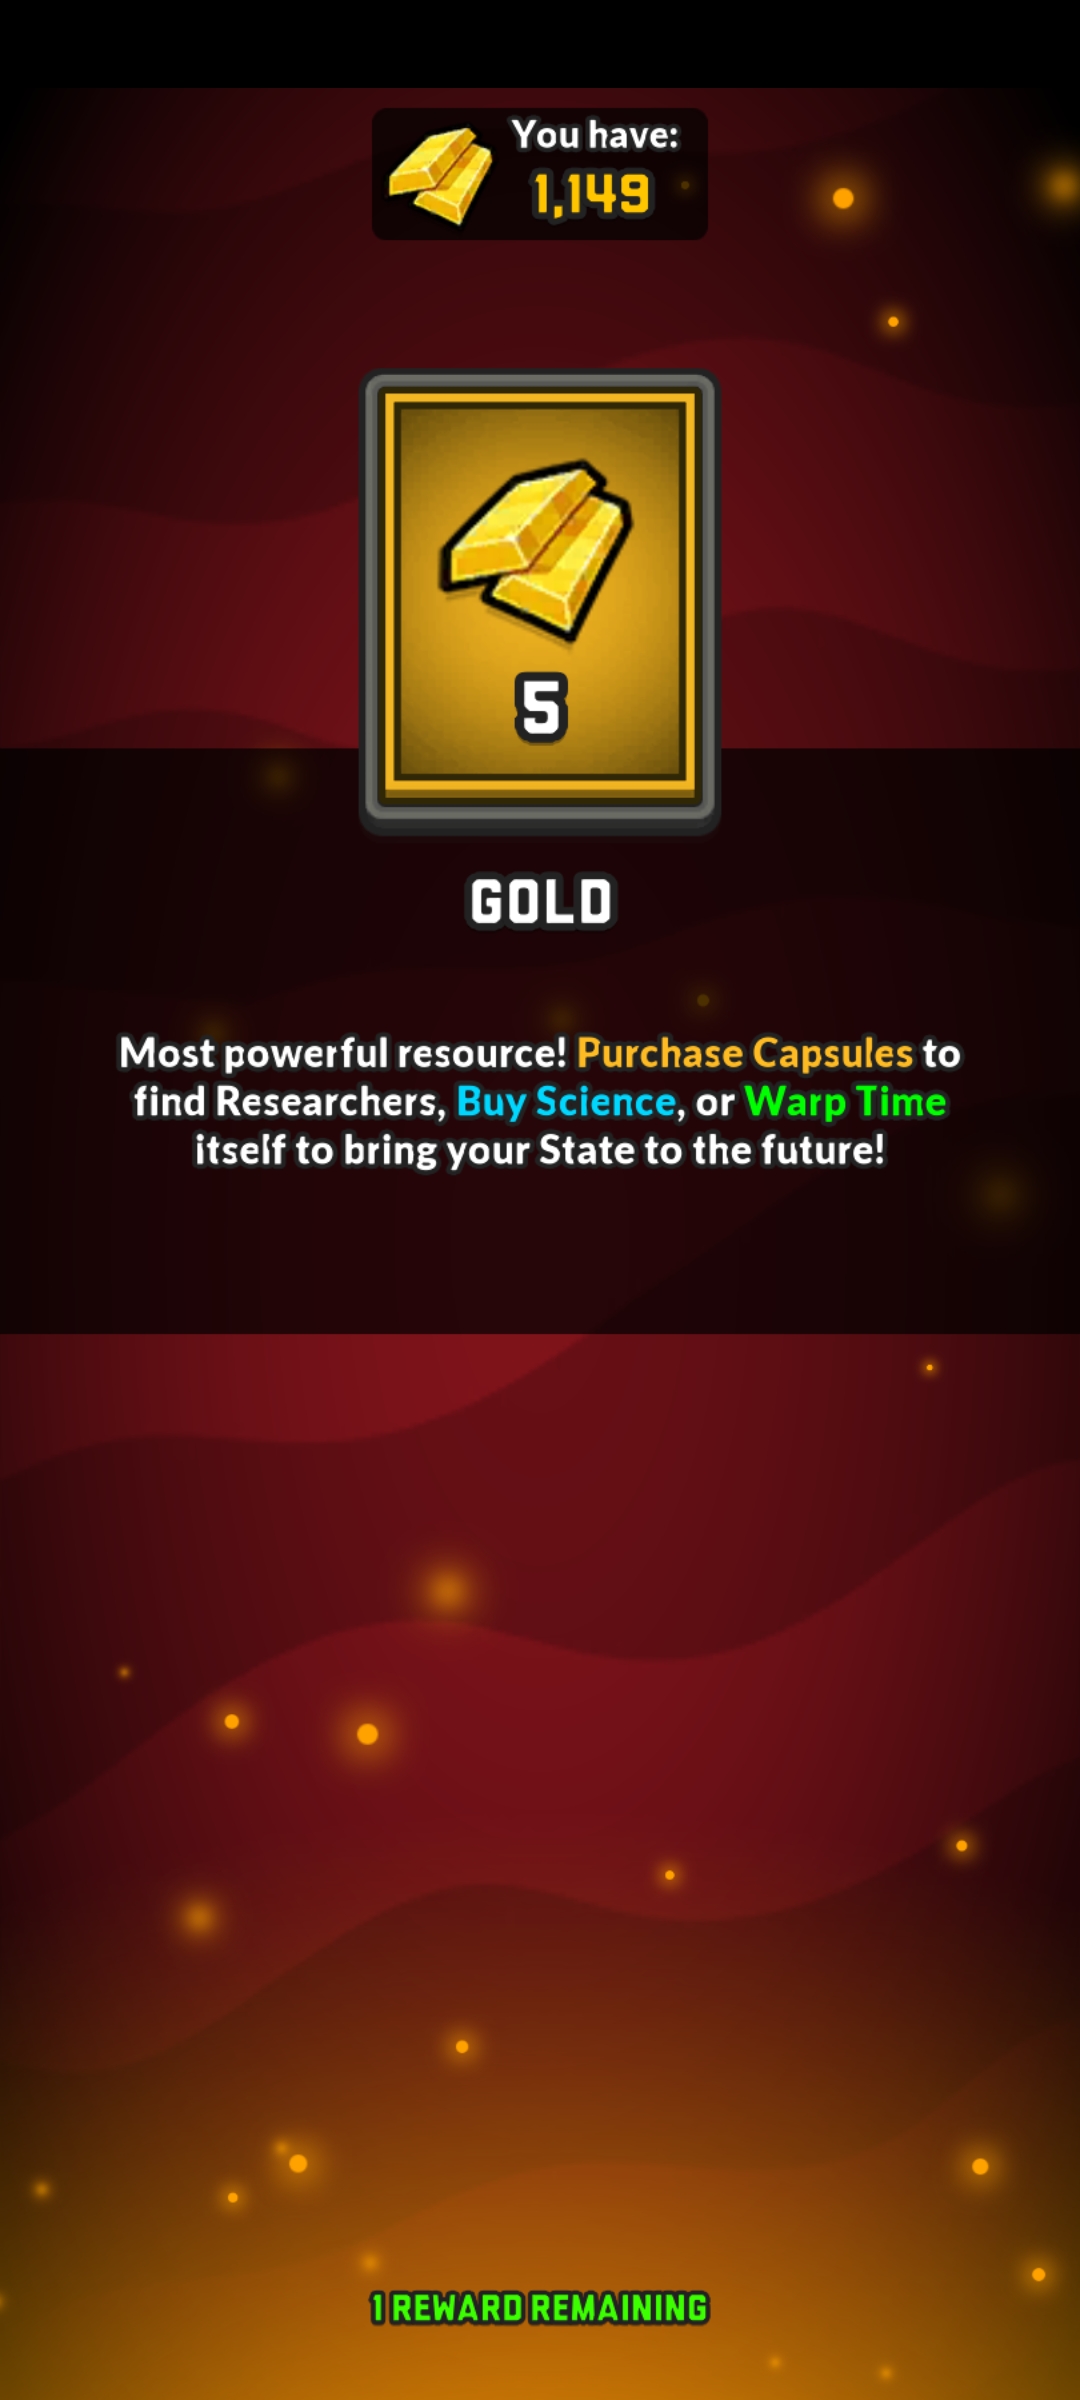 You have:
1,149
5
GOLD
Most powerful resource! Purchase Capsules to
find Researchers, Buy Science, or Warp Time
itself to bring your State to the future!
1 REWARD REMAINING